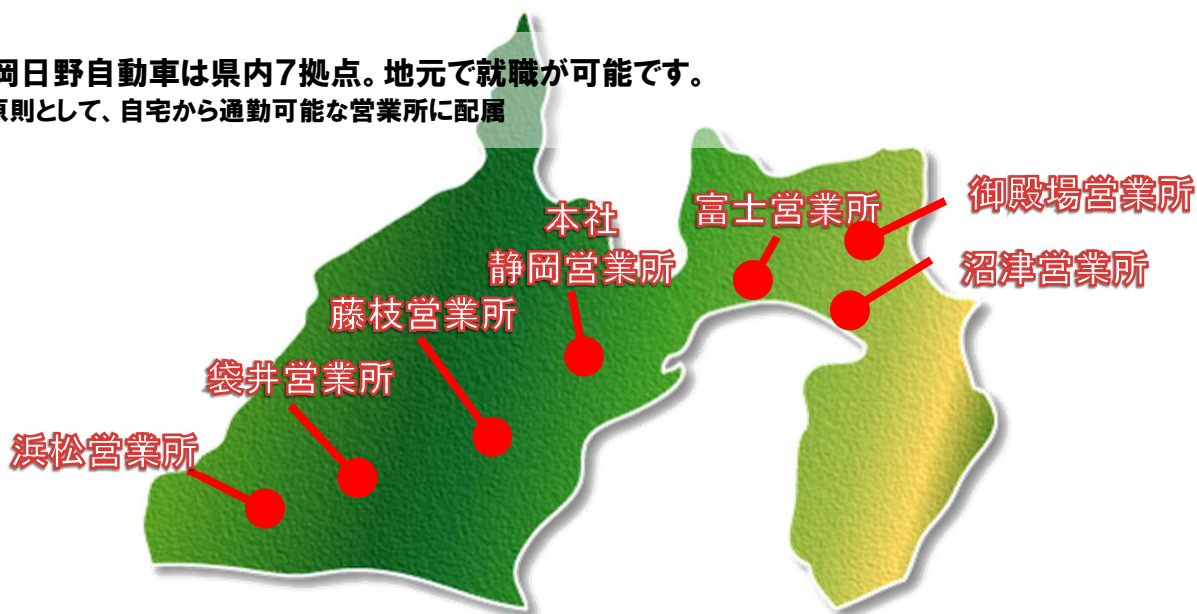 岡日野自動車は県内7拠点。地元で就職が可能です。
原則として、自宅から通勤可能な営業所に配属
本社
静岡営業所
富士営業所
御殿場営業所
沼津営業所
藤枝営業所
袋井営業所
浜松営業所